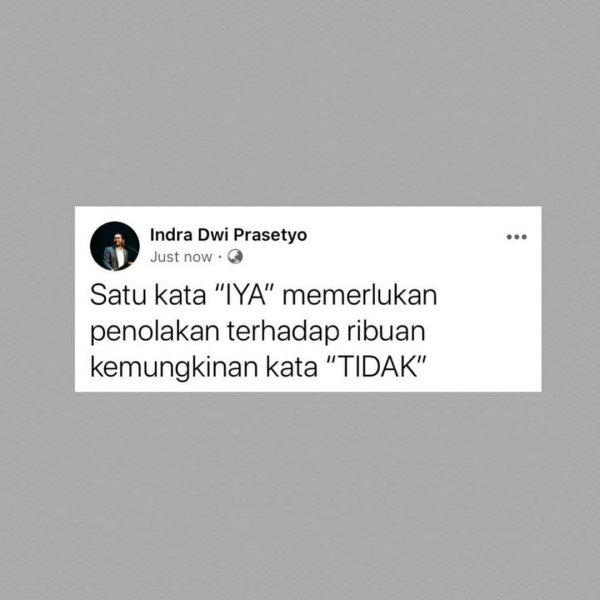 Indra Dwi Prasetyo
Just now ·
Satu kata “IYA” memerlukan
penolakan terhadap ribuan
kemungkinan kata “TIDAK”